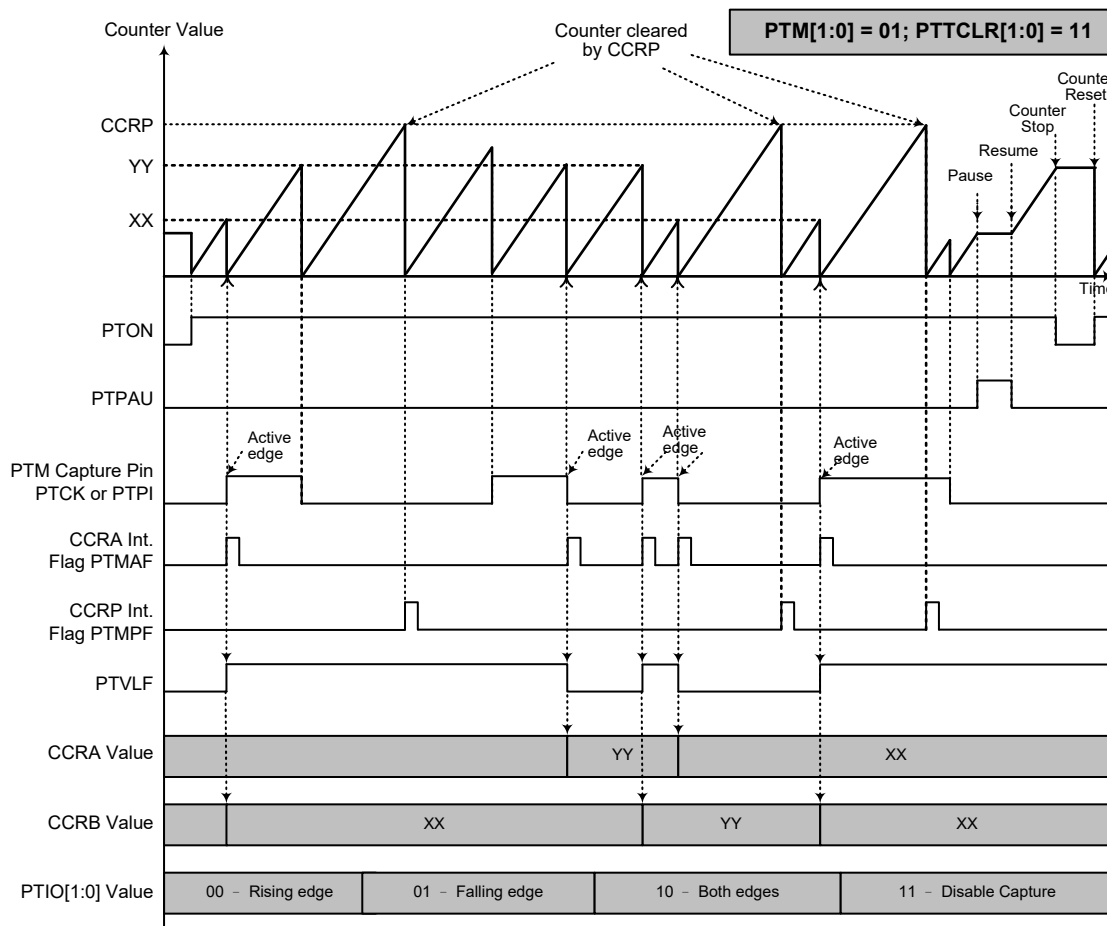 PTM[1:0] = 01; PTTCLR[1:0] = 11
Counter Value
Counter cleared
by CCRP
Counter
Reset
Counter
Stop
Resume
Pause
CCRP
YY
XX
Time
PTON
PTPAU
Active
edge
Active
edge
Active
edge
Active
edge
PTM Capture Pin
PTCK or PTPI
CCRA Int.
Flag PTMAF
CCRP Int.
Flag PTMPF
PTVLF
CCRA Value
YY
XX
CCRB Value
XX
YY
XX
PTIO[1:0] Value
00 - Rising edge
01 - Falling edge
10 - Both edges
11 - Disable Capture